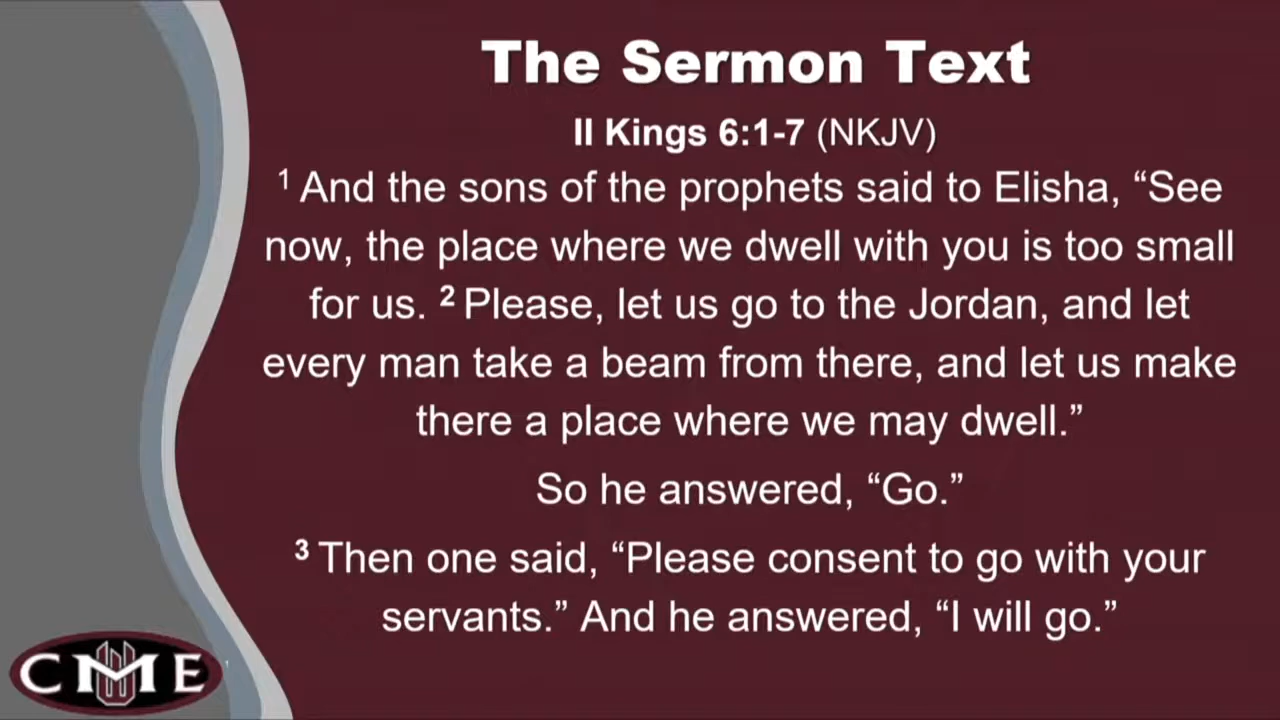 The Sermon Text
II Kings 6:1-7 (NKJV)
1 And the sons of the prophets said to Elisha, “See
now, the place where we dwell with you is too small
for us. 2 Please, let us go to the Jordan, and let
every man take a beam from there, and let us make
there a place where we may dwell.”
So he answered, “Go.”
3 Then one said, “Please consent to go with your
servants.” And he answered, “I will go.”
CME